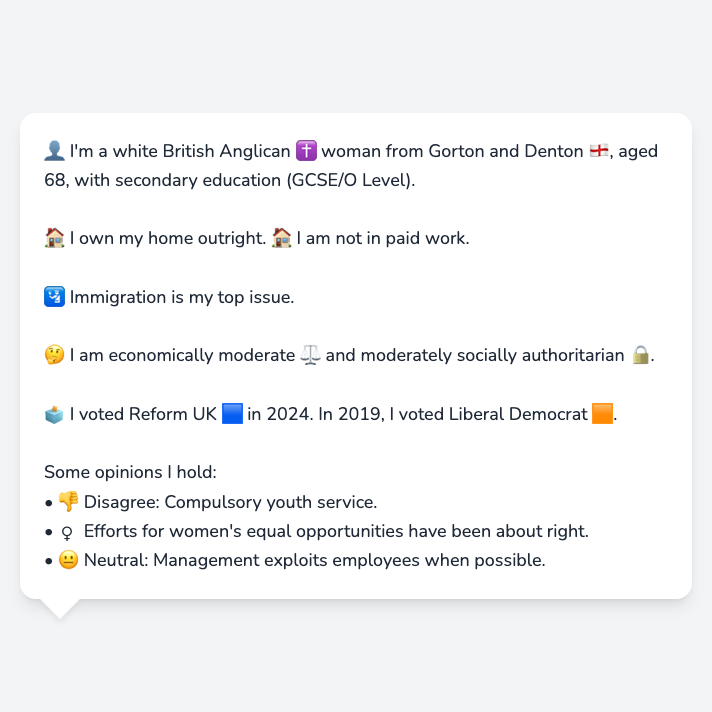 👤 I'm a white British Anglican ✝️ woman from Gorton and Denton 🏴󠁧󠁢󠁥󠁮󠁧󠁿, aged
68, with secondary education (GCSE/O Level).
🏠 I own my home outright. 🏠 I am not in paid work.
🛂 Immigration is my top issue.
🤔 I am economically moderate ⚖️ and moderately socially authoritarian 🔒.
🗳️ I voted Reform UK 🟦 in 2024. In 2019, I voted Liberal Democrat 🟧.
Some opinions I hold:
• 👎 Disagree: Compulsory youth service.
• ♀ Efforts for women's equal opportunities have been about right.
• 😐 Neutral: Management exploits employees when possible.